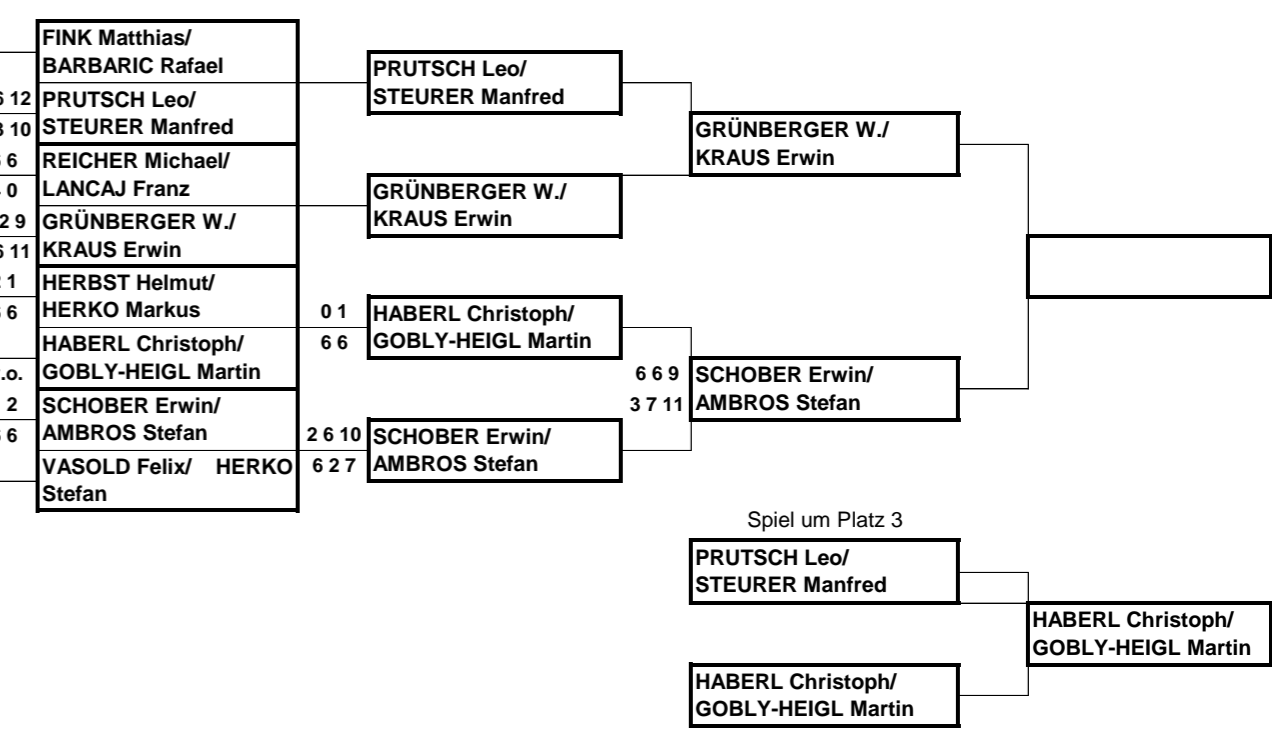 FINK Matthias/
BARBARIC Rafael
6 12 PRUTSCH Leo/
10 STEURER Manfred
6 REICHER Michael/
0 LANCAJ Franz
2 9 GRÜNBERGER W./
6 11 KRAUS Erwin
1 HERBST Helmut/
6 HERKO Markus
HABERL Christoph/
.o. GOBLY-HEIGL Martin
2 SCHOBER Erwin/
6 AMBROS Stefan
VASOLD Felix/ HERKO
Stefan
PRUTSCH Leo/
STEURER Manfred
GRÜNBERGER W./
KRAUS Erwin
0 1 HABERL Christoph/
6 6 GOBLY-HEIGL Martin
2 6 10 SCHOBER Erwin/
6 2 7 AMBROS Stefan
GRÜNBERGER W./
KRAUS Erwin
6 6 9 SCHOBER Erwin/
3 7 11 AMBROS Stefan
Spiel um Platz 3
PRUTSCH Leo/
STEURER Manfred
HABERL Christoph/
GOBLY-HEIGL Martin
HABERL Christoph/
GOBLY-HEIGL Martin